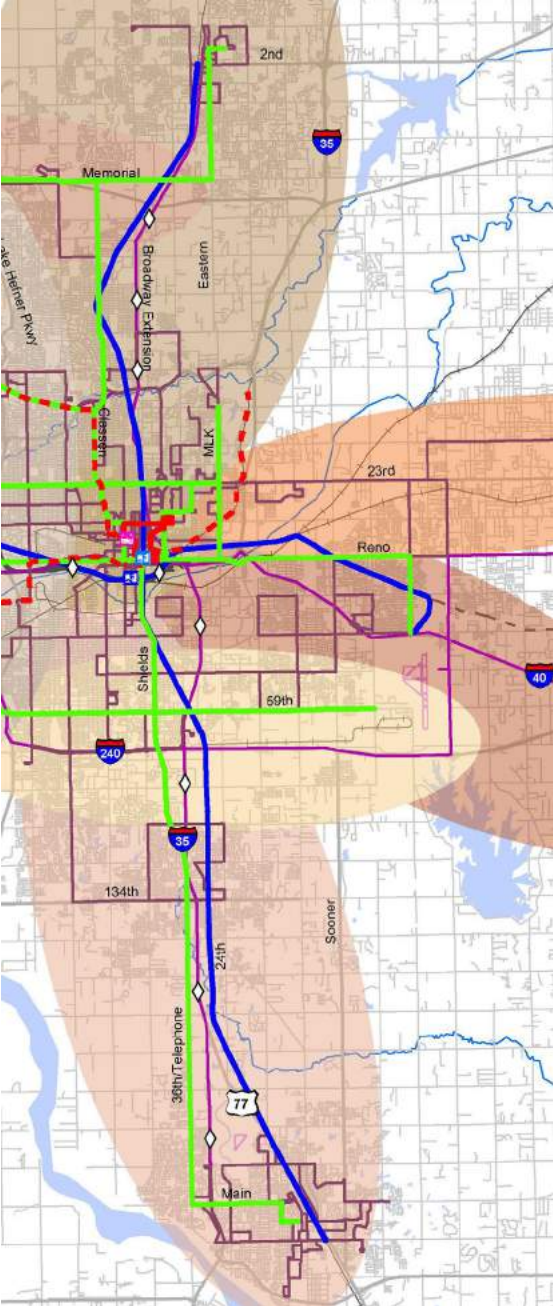 2nd
35
Memorial
Lake Hefner Pkwy
Broadway Extension
Eastern
Classen
MLK
23rd
Reno
Shields
40
59th
240
35
134th
Sooner
24th
36th/Telephone
77
Main